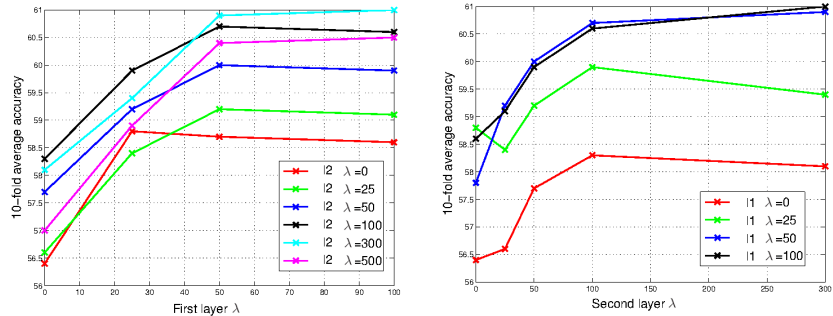 61
60.5
60
59.5
59
58.5
58
57.5
57
56.5
56
10−fold average accuracy
l2 λ=0
l2 λ=25
l2 λ=50
l2 λ=100
l2 λ=300
l2 λ=500
0 10 20 30 40 50 60 70 80 90 100
First layer λ
61
60.5
60
59.5
59
58.5
58
57.5
57
56.5
56
10−fold average accuracy
l1 λ=0
l1 λ=25
l1 λ=50
l1 λ=100
0 50 100 150 200 250 300
Second layer λ